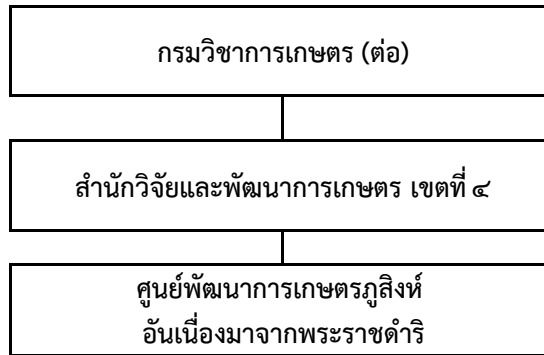 กรมวิชาการเกษตร (ต่อ)
สำนักวิจัยและพัฒนาการเกษตร เขตที่ ๔
ศูนย์พัฒนาการเกษตรภูสิงห์
อันเนื่องมาจากพระราชดำริ